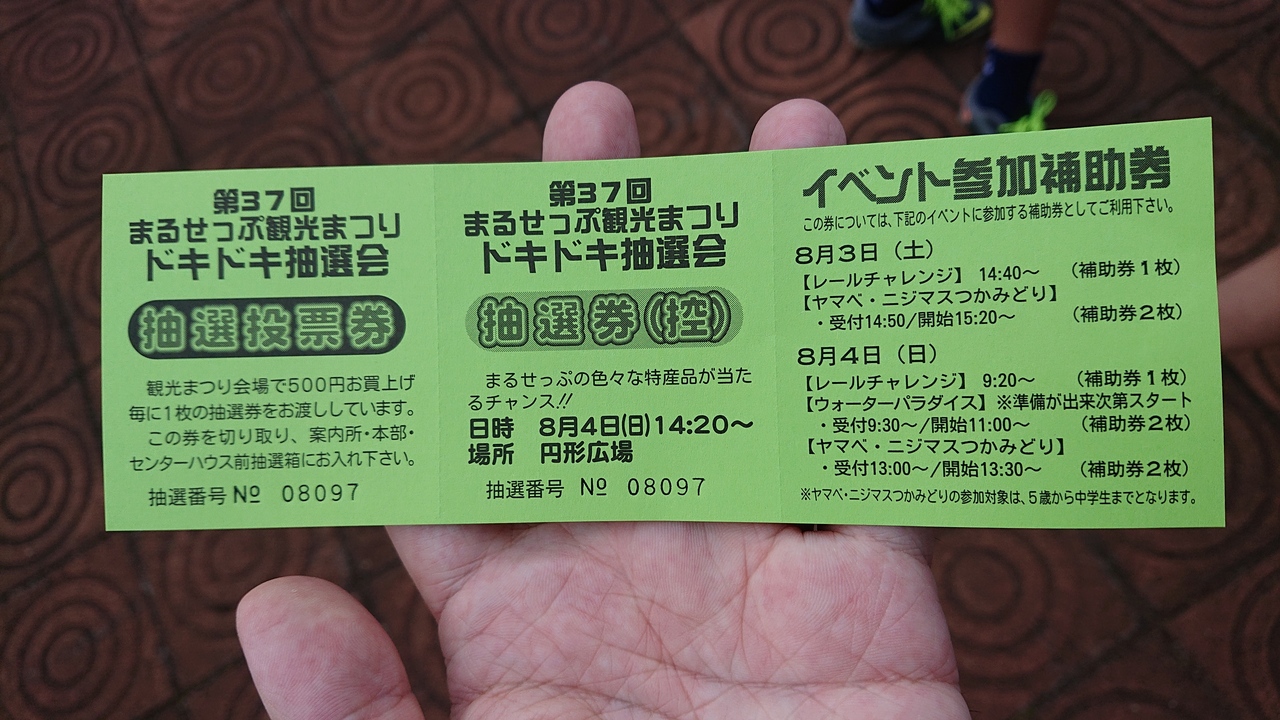 第37回
まるせっぷ観光まつり
ドキドキ抽選会
抽選投票券
観光まつり会場で500円お買上げ
毎に1枚の抽選券をお渡ししています。
この券を切り取り、案内所・本部・
センターハウス前抽選箱にお入れ下さい。
抽選番号 № 08097
第37回
まるせっぷ観光まつり
ドキドキ抽選会
抽選券(控)
まるせっぷの色々な特産品が当た
るチャンス!!
日時 8月4日(日)14:20〜
場所 円形広場
抽選番号 № 08097
イベント参加補助券
この券については、下記のイベントに参加する補助券としてご利用下さい。
8月3日（土）
【レールチャレンジ】 14:40〜 （補助券1枚）
【ヤマベ・ニジマスつかみどり】
・受付14:50/開始15:20〜 （補助券2枚）
8月4日（日）
【レールチャレンジ】 9:20〜 （補助券1枚）
【ウォーターパラダイス】※準備が出来次第スタート
・受付9:30〜/開始11:00〜 （補助券2枚）
【ヤマベ・ニジマスつかみどり】
・受付13:00〜/開始13:30〜 （補助券2枚）
※ヤマベ・ニジマスつかみどりの参加対象は、5歳から中学生までとなります。